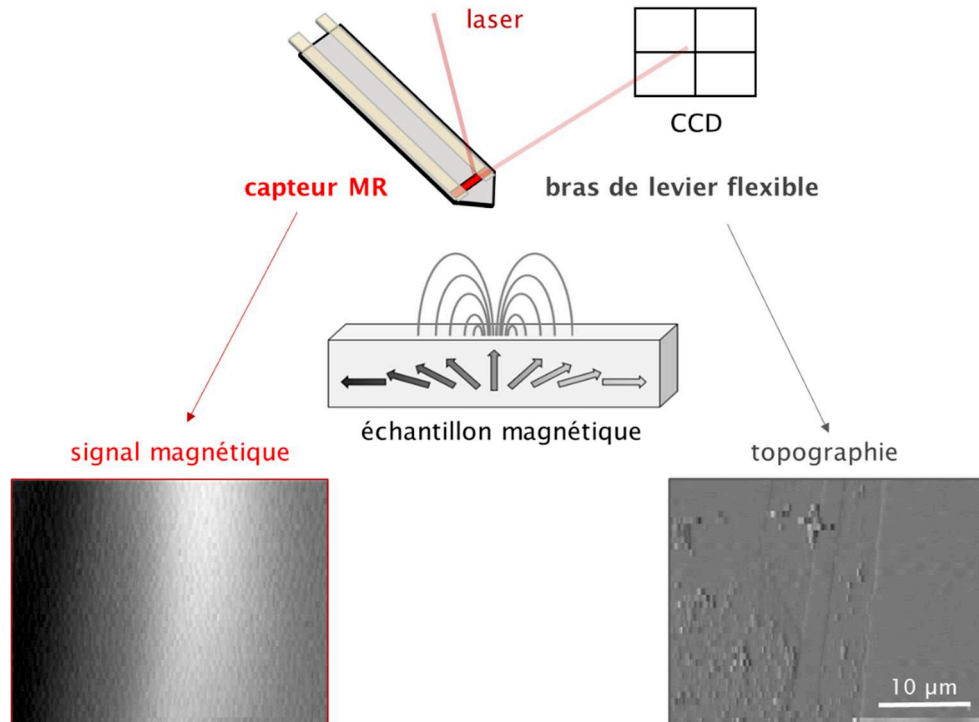 laser
CCD
capteur MR
bras de levier flexible
échantillon magnétique
signal magnétique
topographie
10 µm